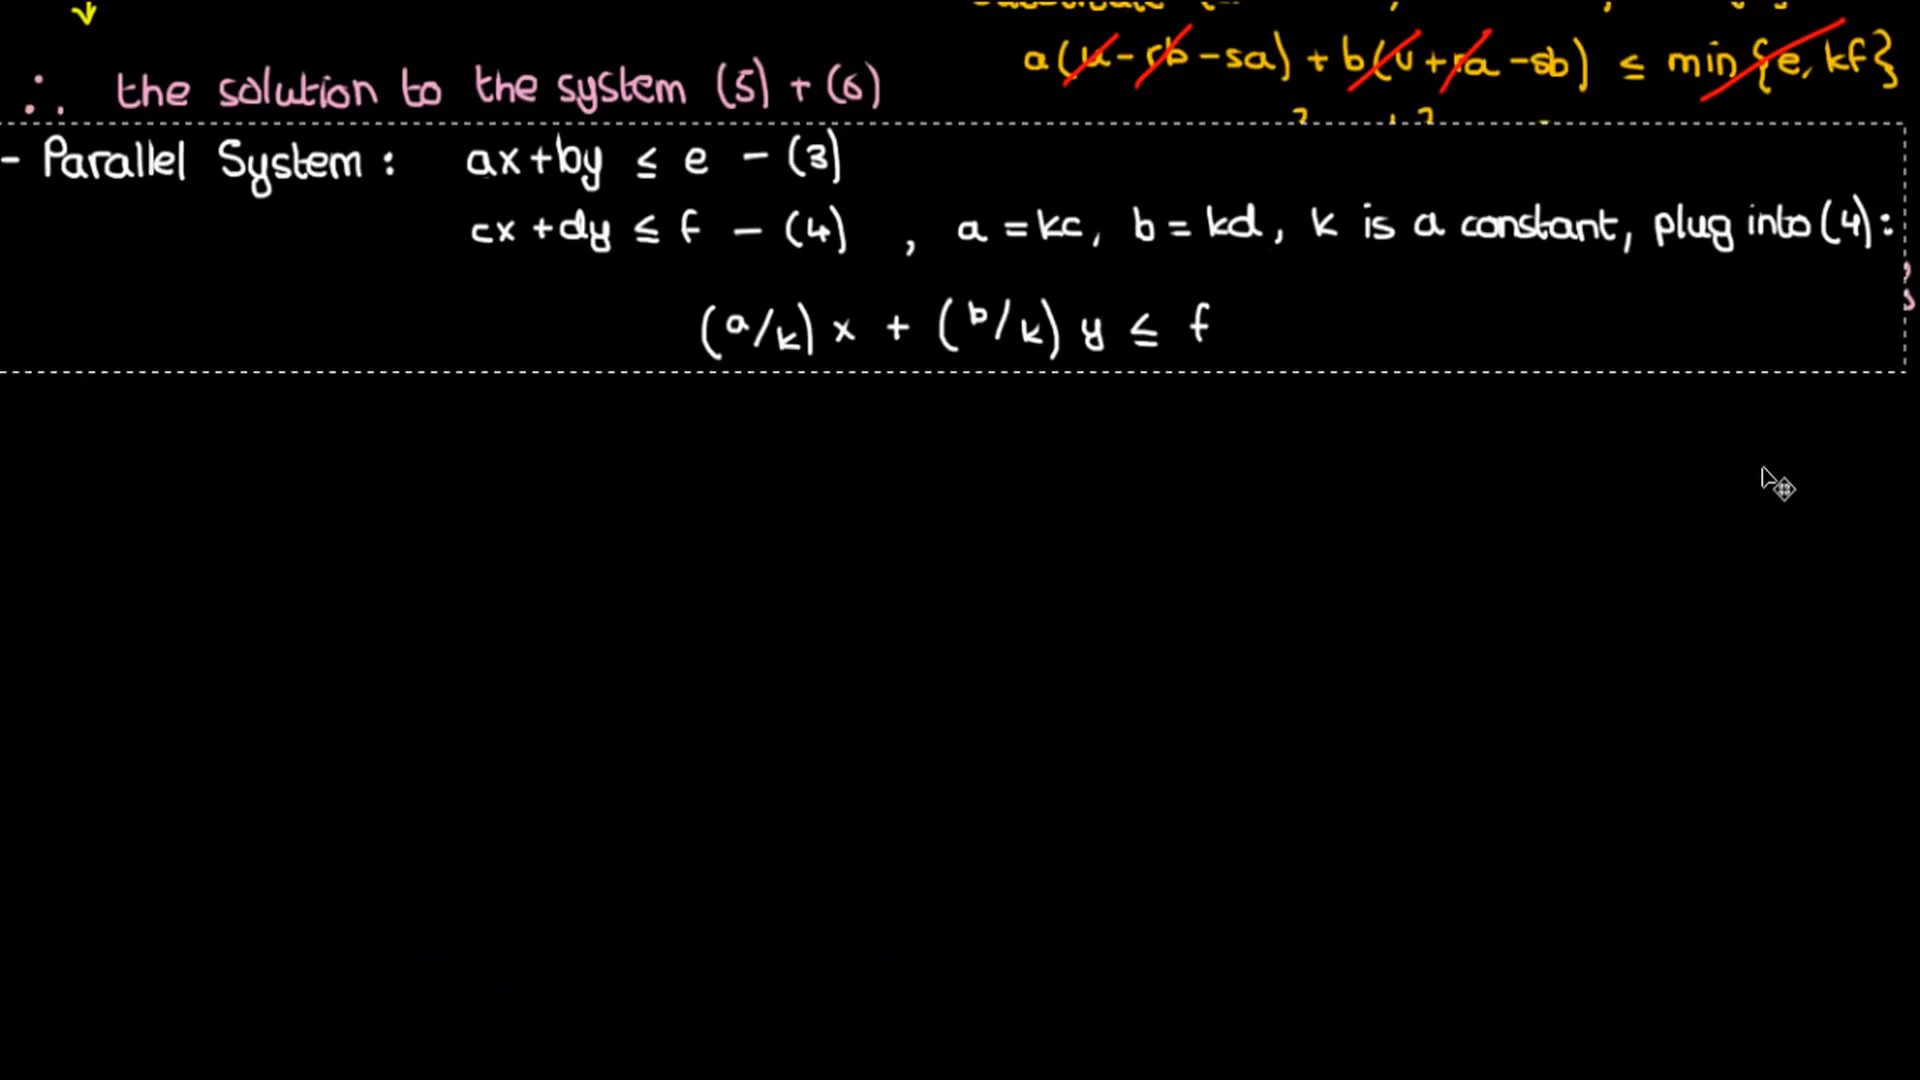 a(u-rb-sa) + b(v+ra-sb) ≤ min{e, kf}
∴ the solution to the system (5) + (6)
- Parallel System : ax+by ≤ e - (3)
cx+dy ≤ f - (4) , a = kc, b = kd, k is a constant, plug into (4):
(a/k) x + (b/k) y ≤ f